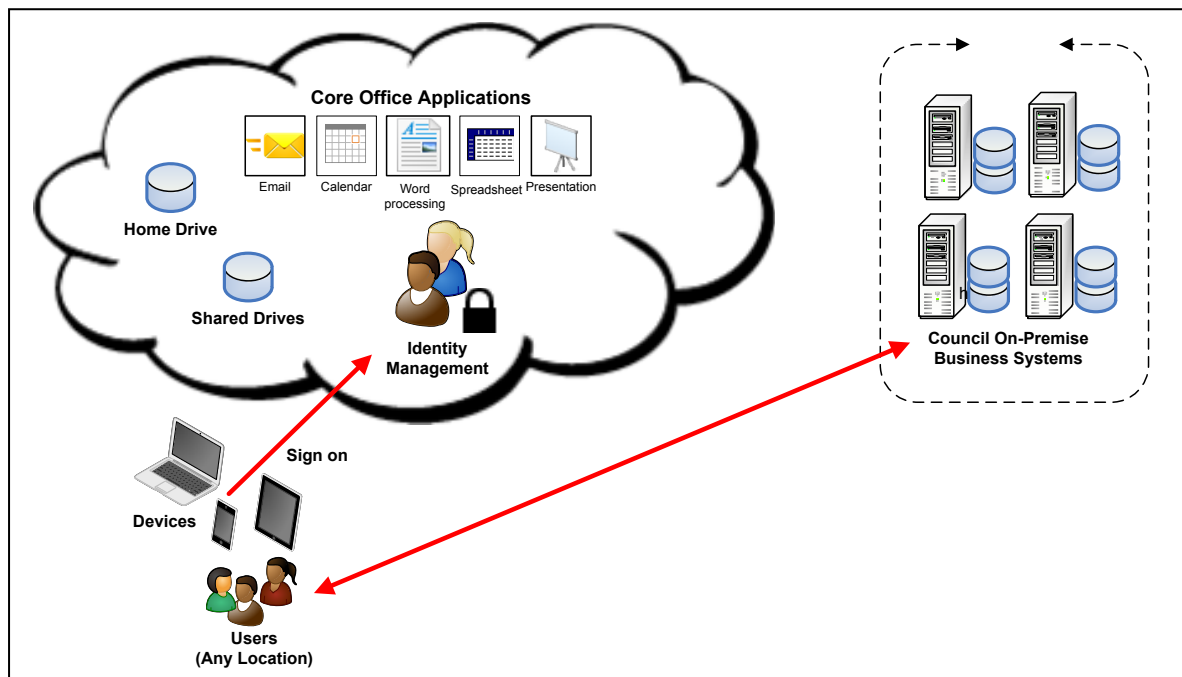 Core Office Applications
Email
Calendar
Word
processing
Spreadsheet
Presentation
Home Drive
Shared Drives
Identity
Management
h
Council On-Premise
Business Systems
Sign on
Devices
Users
(Any Location)